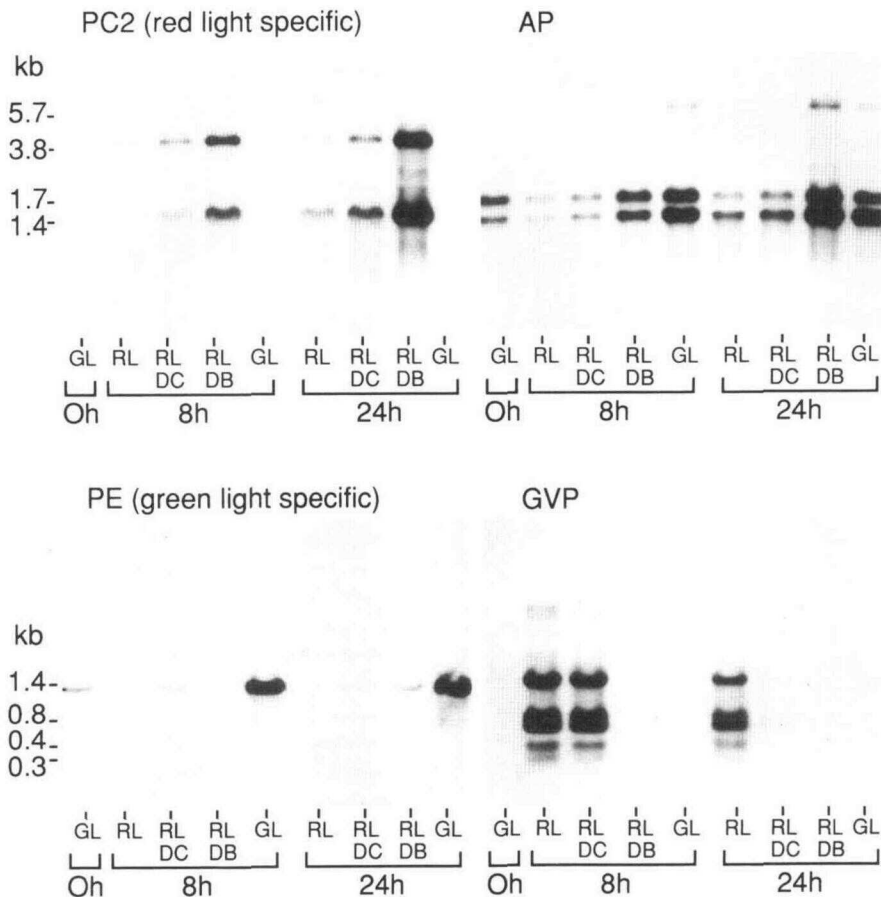 PC2 (red light specific) AP
kb
5.7-
3.8-
1.7-
1.4-
GL RL RL DC RL DB GL RL RL DC RL DB GL GL RL RL DC RL DB GL RL RL DC RL DB GL
Oh 8h 24h Oh 8h 24h
PE (green light specific) GVP
kb
1.4-
0.8-
0.4-
0.3-
GL RL RL DC RL DB GL RL RL DC RL DB GL GL RL RL DC RL DB GL RL RL DC RL DB GL
Oh 8h 24h Oh 8h 24h